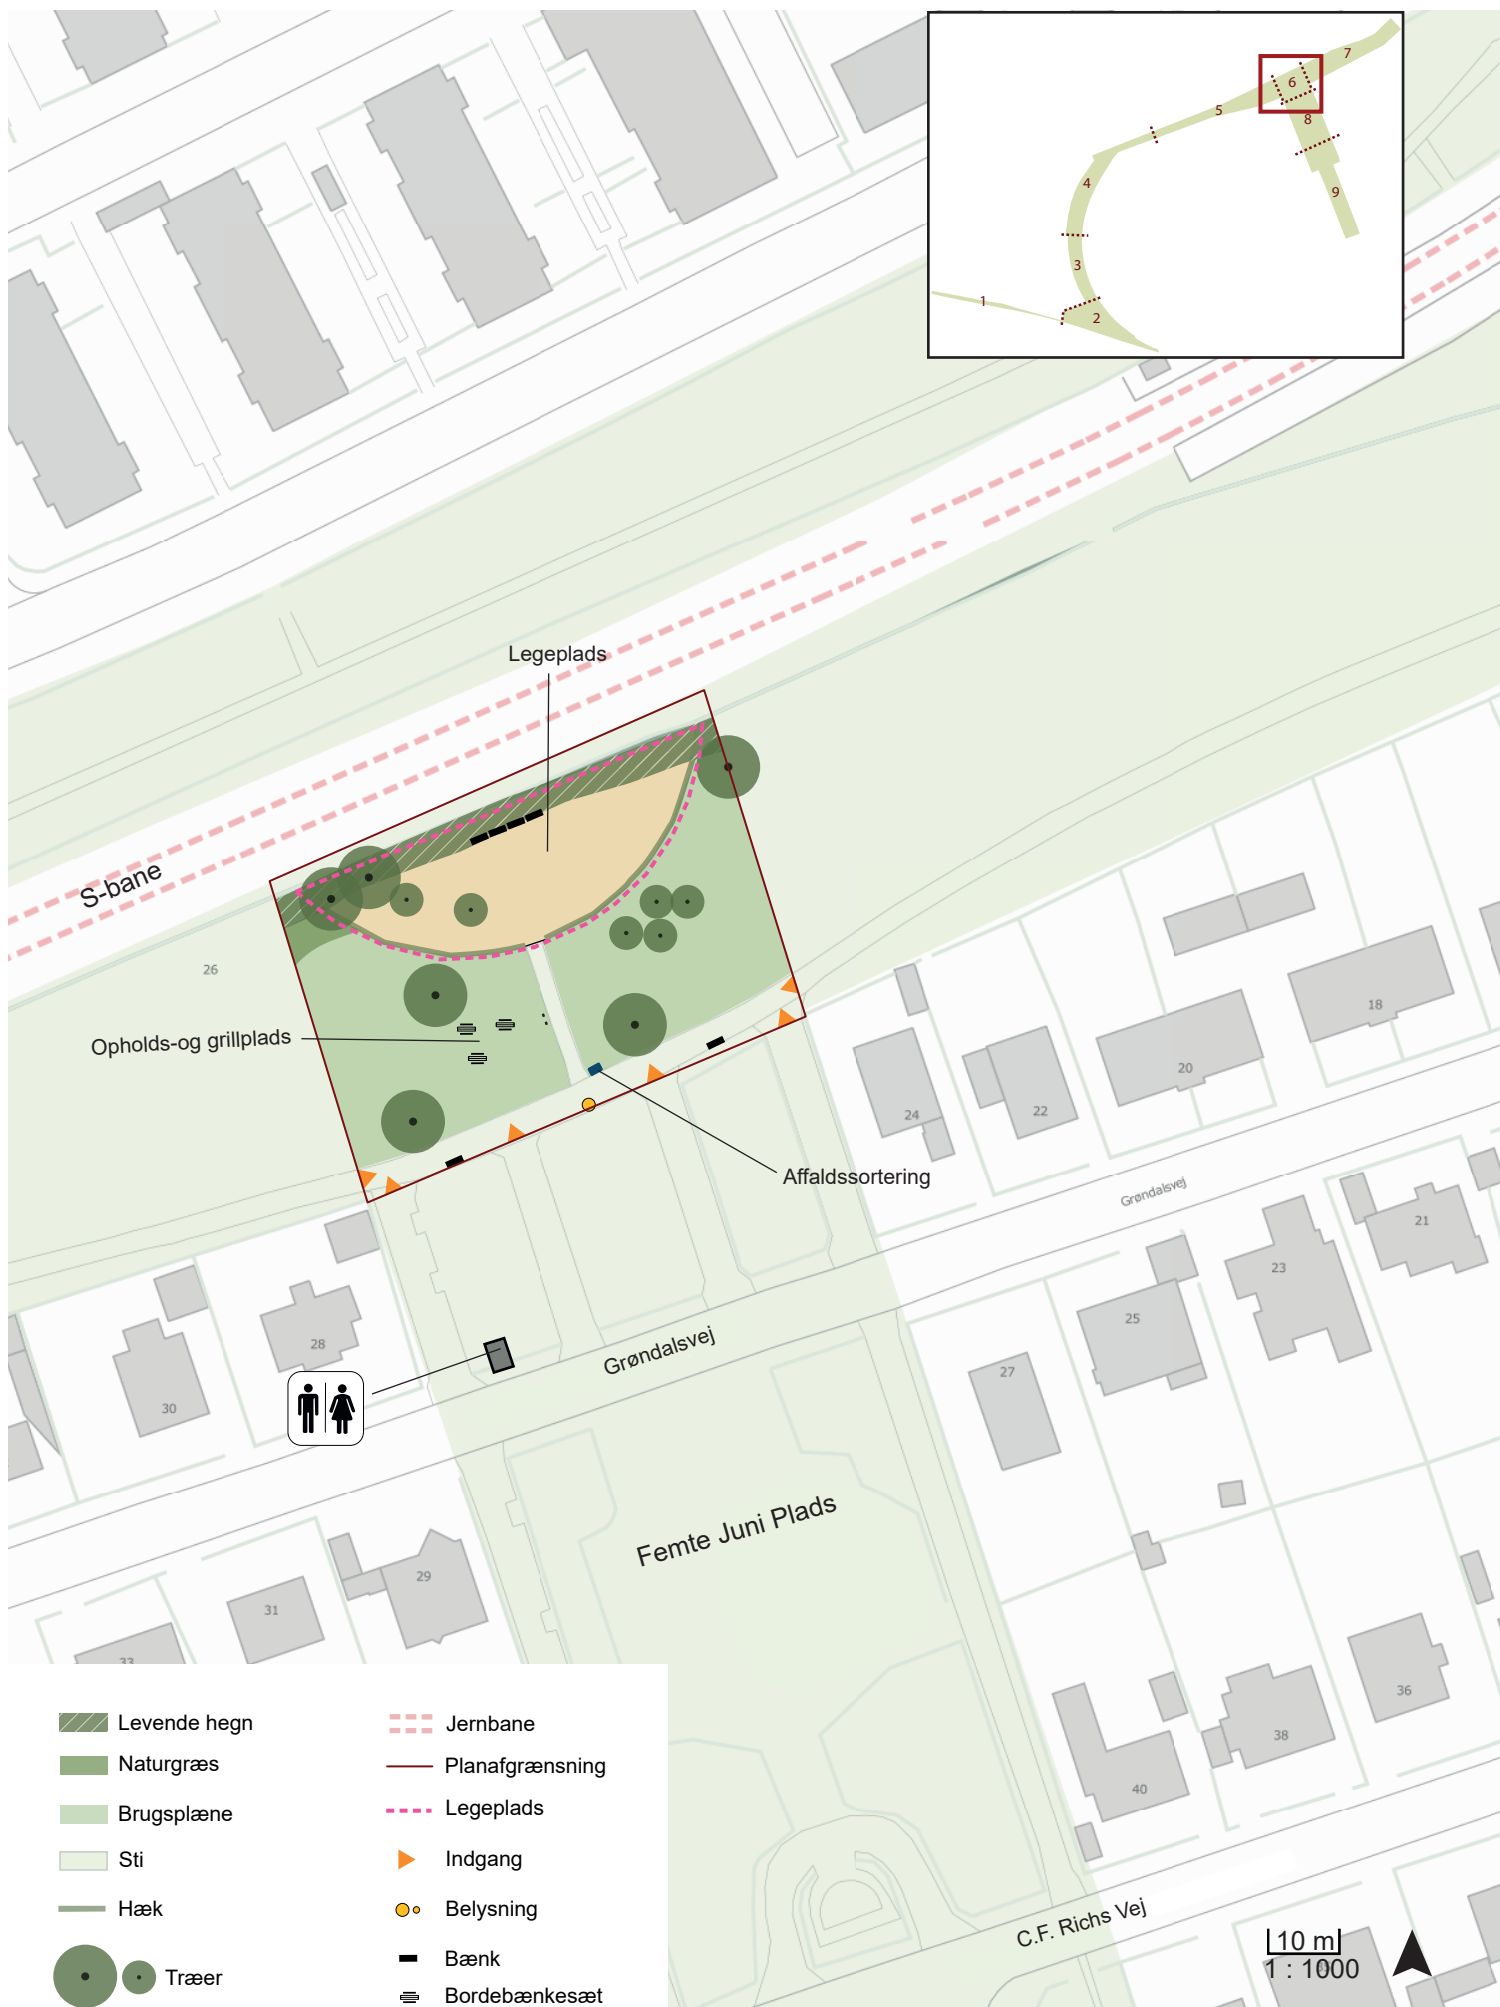 7
6
5
8
4
9
3
1
2
Legeplads
S-bane
26
Opholds-og grillplads
18
20
24
22
Affaldssortering
Grøndalsvej
21
23
25
28
Grøndalsvej
27
30
Femte Juni Plads
29
31
33
36
38
40
Levende hegn
Naturgræs
Brugsplæne
Sti
Hæk
Træer
Jernbane
Planafgrænsning
Legeplads
Indgang
Belysning
Bænk
Bordebænkesæt
C.F. Richs Vej
10 m
1 : 1000